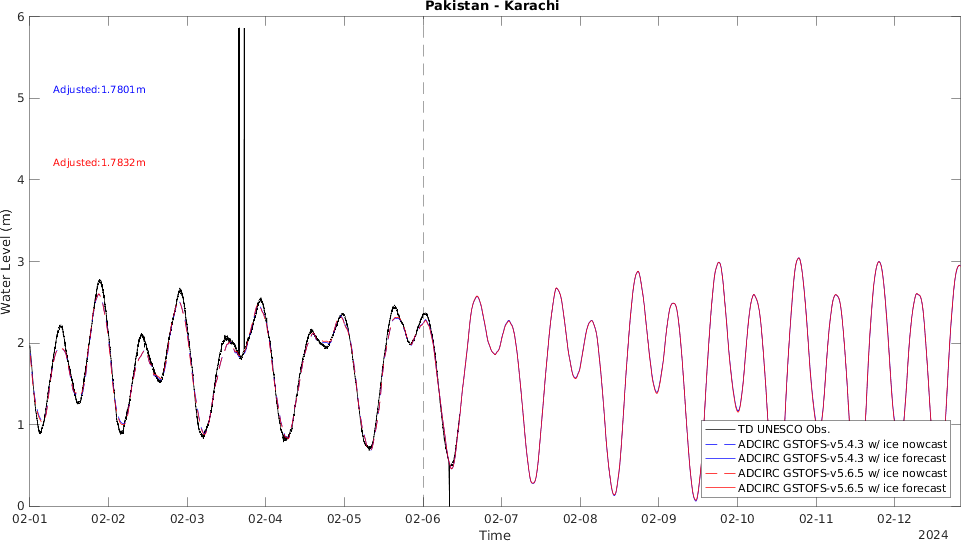 Pakistan - Karachi
6
5
4
3
2
1
0
Water Level (m)
Adjusted:1.7801m
Adjusted:1.7832m
TD UNESCO Obs.
ADCIRC GSTOFS-v5.4.3 w/ ice nowcast
ADCIRC GSTOFS-v5.4.3 w/ ice forecast
ADCIRC GSTOFS-v5.6.5 w/ ice nowcast
ADCIRC GSTOFS-v5.6.5 w/ ice forecast
02-01 02-02 02-03 02-04 02-05 02-06 02-07 02-08 02-09 02-10 02-11 02-12
Time
2024